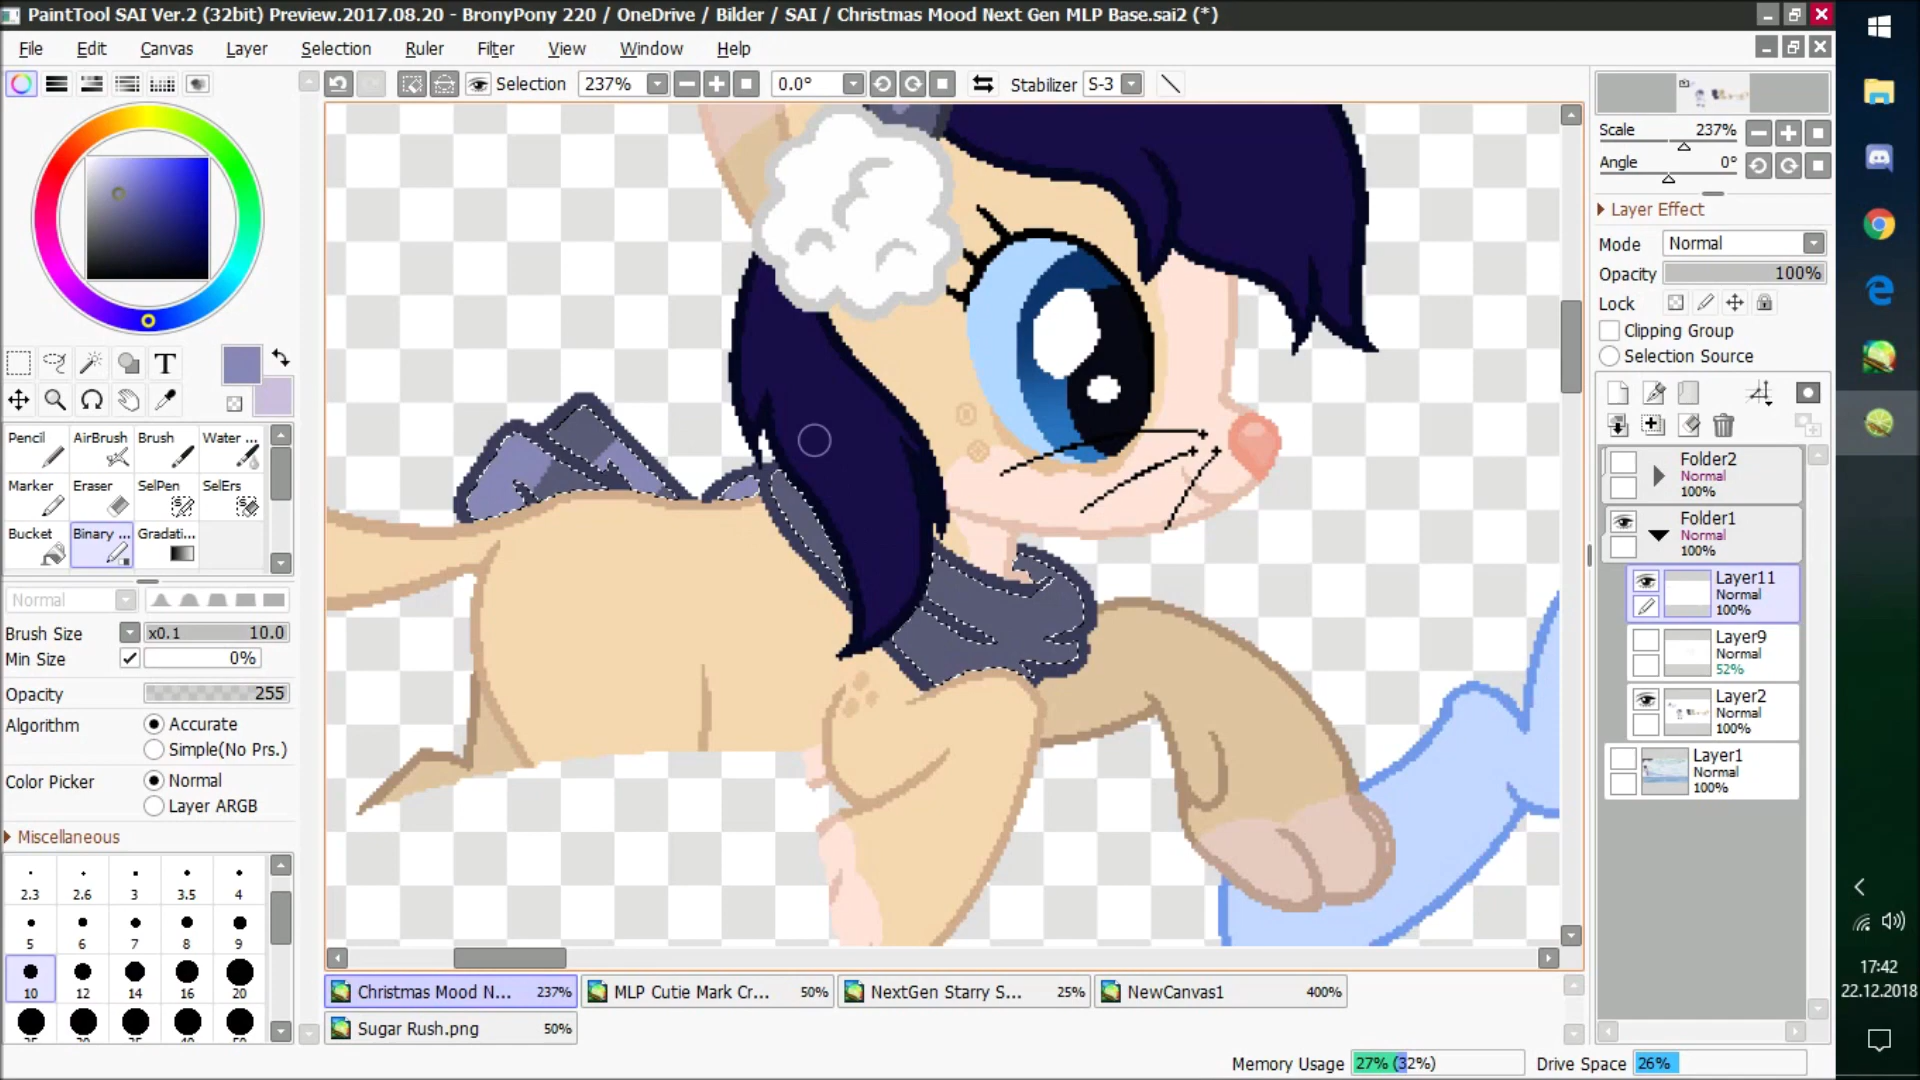 PaintTool SAI Ver.2 (32bit) Preview.2017.08.20 - BronyPony 220 / OneDrive / Bilder / SAI / Christmas Mood Next Gen MLP Base.sai2 (*)
File Edit Canvas Layer Selection Ruler Filter View Window Help
Selection 237% 0.0° Stabilizer S-3
Scale 237%
Angle 0°
Layer Effect
Mode Normal
Opacity 100%
Lock
Clipping Group
Selection Source
T
Pencil AirBrush Brush Water ...
Marker Eraser SelPen SelErs
Bucket Binary ... Gradati...
Normal
Brush Size x0.1 10.0
Min Size 0%
Opacity 255
Algorithm Accurate
Simple(No Prs.)
Color Picker Normal
Layer ARGB
Miscellaneous
2.3 2.6 3 3.5 4
5 6 7 8 9
10 12 14 16 20
Folder2
Normal
100%
Folder1
Normal
100%
Layer11
Normal
100%
Layer9
Normal
52%
Layer2
Normal
100%
Layer1
Normal
100%
Christmas Mood N... 237% MLP Cutie Mark Cr... 50% NextGen Starry S... 25% NewCanvas1 400%
Sugar Rush.png 50%
Memory Usage 27% (32%) Drive Space 26%
17:42
22.12.2018